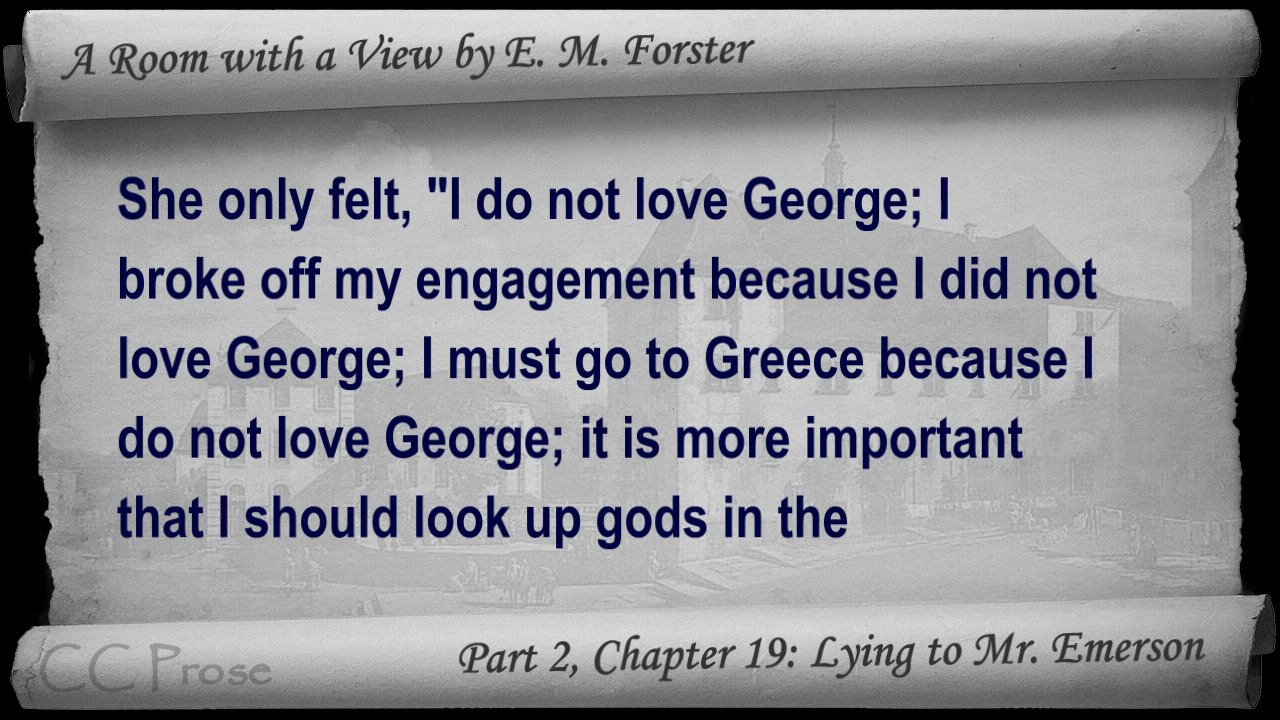 A Room with a View by E. M. Forster
She only felt, "I do not love George; I
broke off my engagement because I did not
love George; I must go to Greece because I
do not love George; it is more important
that I should look up gods in the
CC Prose
Part 2, Chapter 19: Lying to Mr. Emerson